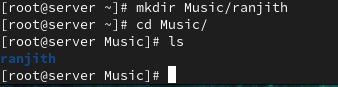 [root@server ~]# mkdir Music/ranjith
[root@server ~]# cd Music/
[root@server Music]# ls
ranjith
[root@server Music]#